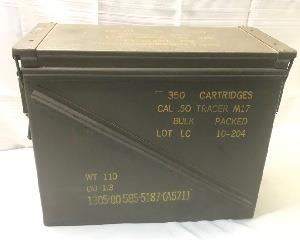 350 CARTRIDGES
CAL .50 TRACER M17
BULK PACKED
LOT LC 10-204
WT 110
CU 1.3
1305-00-585-5187-(A571)